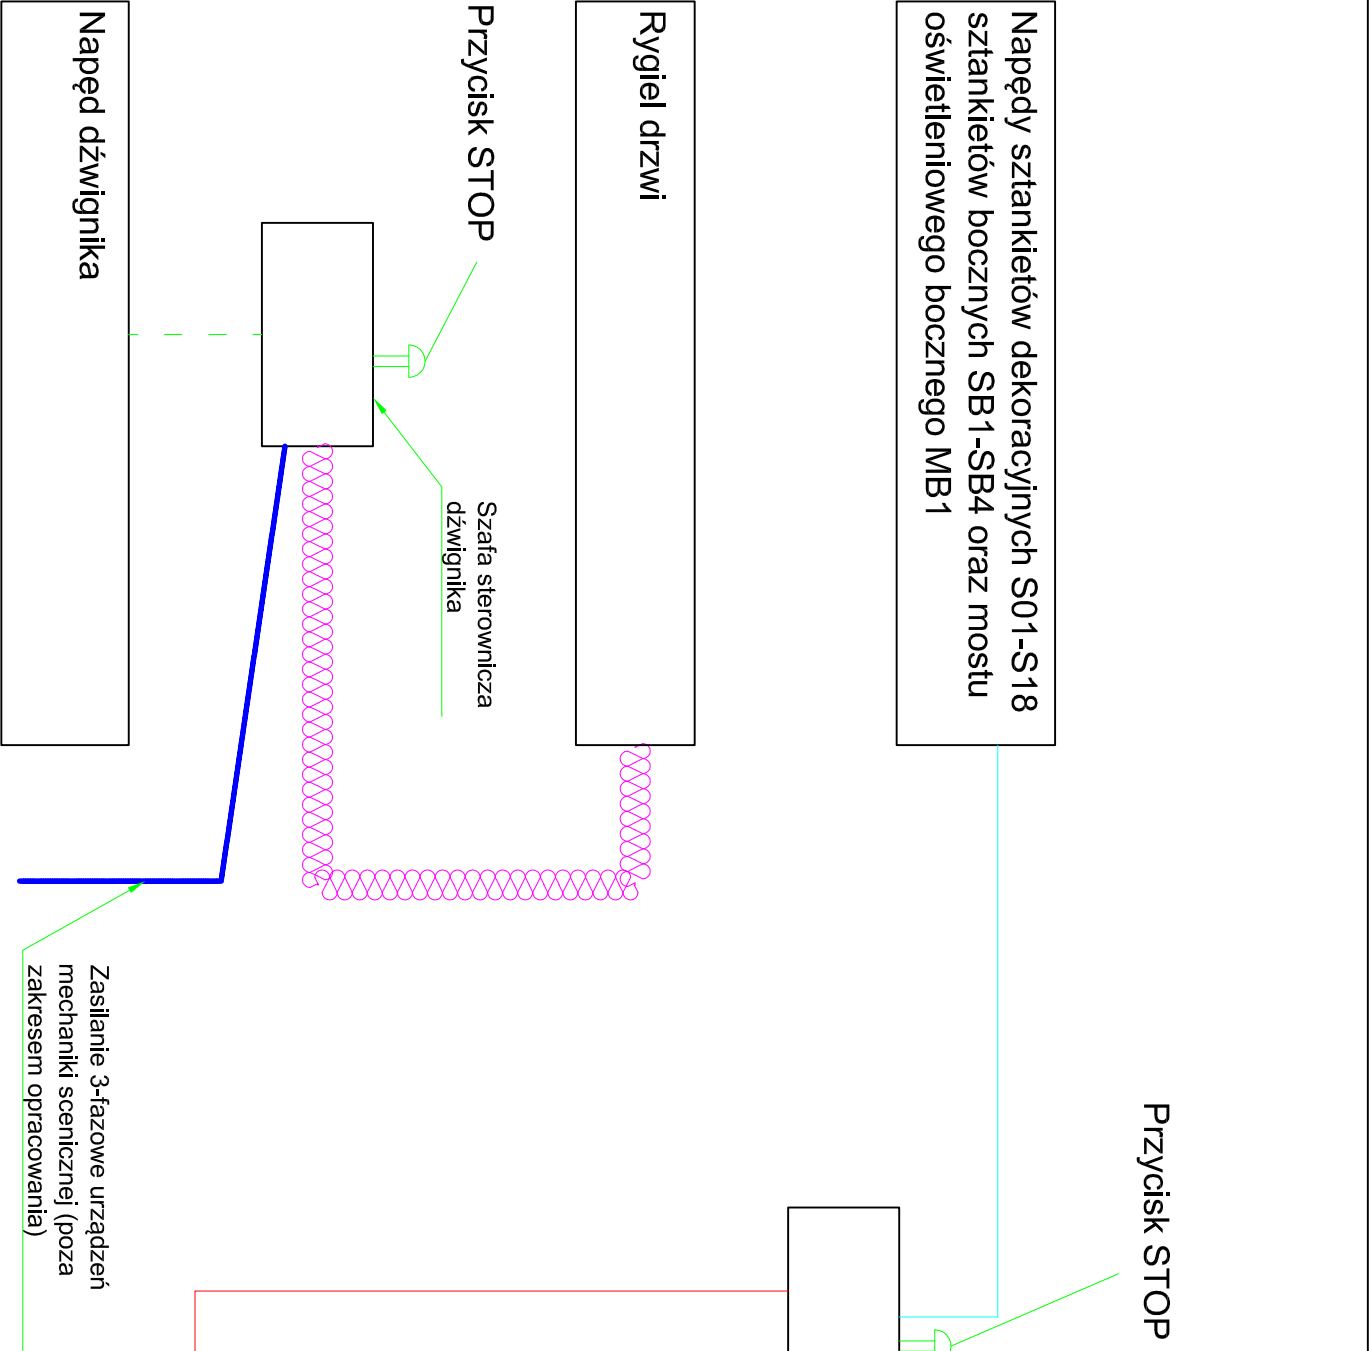 Napędy sztankietów dekoracyjnych S01-S18
sztankietów bocznych SB1-SB4 oraz mostu
oświetleniowego bocznego MB1
Rygiel drzwi
Przycisk STOP
Napęd dźwignika
Szafa sterownicza
dźwignika
Przycisk STOP
Zasilanie 3-fazowe urządzeń
mechaniki scenicznej (poza
zakresem opracowania)